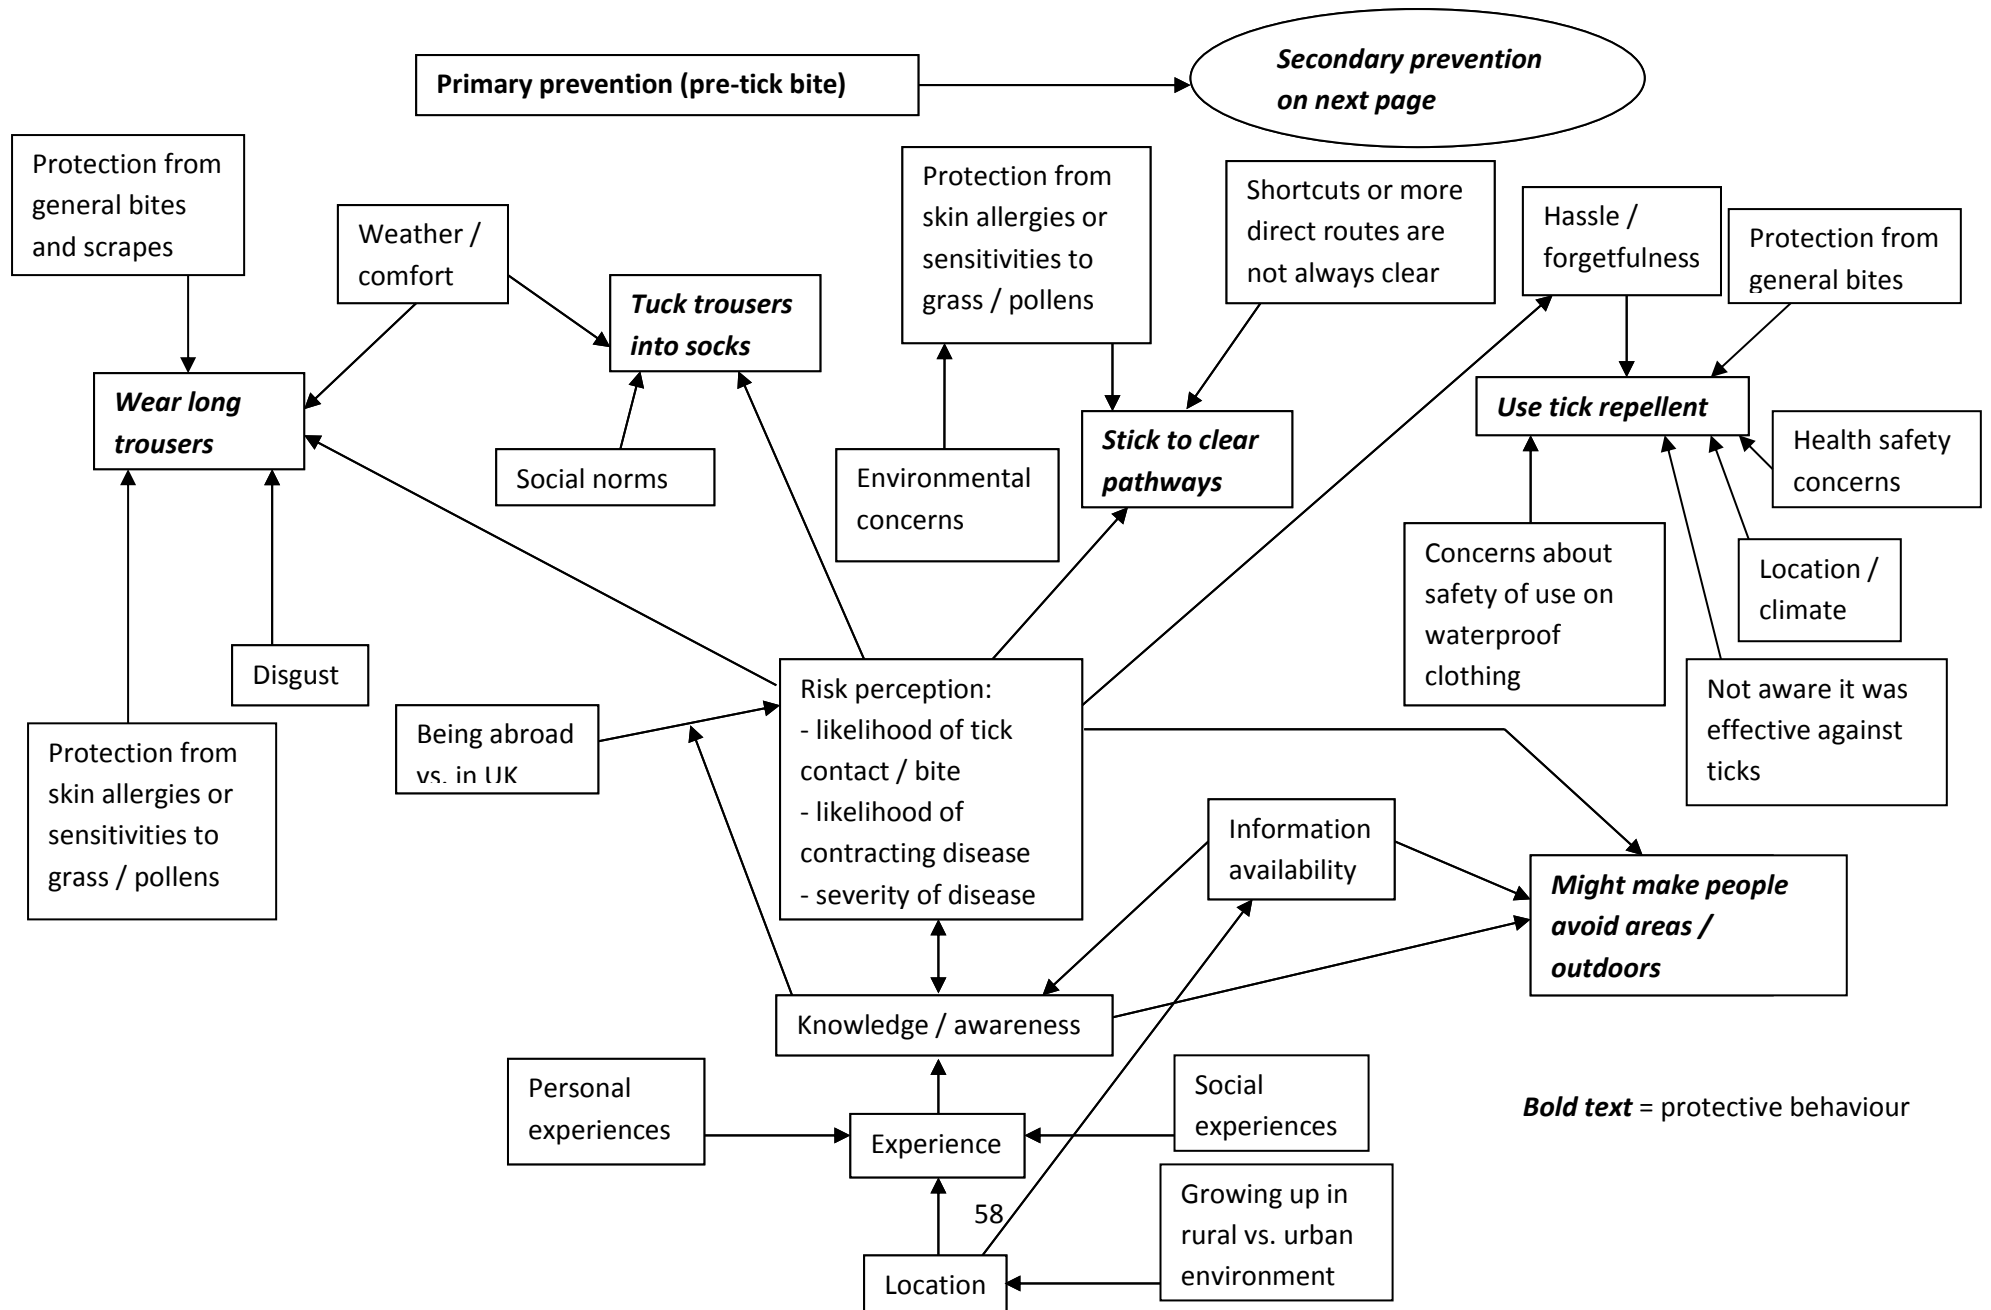 Primary prevention (pre-tick bite)
Secondary prevention
on next page
Protection from
general bites
and scrapes
Weather /
comfort
Tuck trousers
into socks
Protection from
skin allergies or
sensitivities to
grass / pollens
Shortcuts or more
direct routes are
not always clear
Hassle /
forgetfulness
Protection from
general bites
Wear long
trousers
Social norms
Environmental
concerns
Stick to clear
pathways
Use tick repellent
Health safety
concerns
Concerns about
safety of use on
waterproof
clothing
Location /
climate
Disgust
Not aware it was
effective against
ticks
Protection from
skin allergies or
sensitivities to
grass / pollens
Being abroad
vs. in UK
Risk perception:
- likelihood of tick
contact / bite
- likelihood of
contracting disease
- severity of disease
Information
availability
Might make people
avoid areas /
outdoors
Knowledge / awareness
Personal
experiences
Experience
Social
experiences
Bold text = protective behaviour
58
Growing up in
rural vs. urban
environment
Location